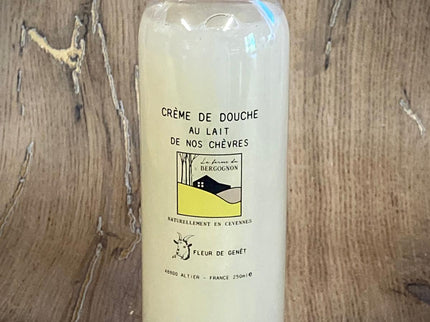 CRÈME DE DOUCHE
AU LAIT
DE NOS CHÈVRES
La ferme de
BERGOGNON
NATURELLEMENT EN CEVENNES
FLEUR DE GENÊT
48800 ALTIER - FRANCE 250ml e